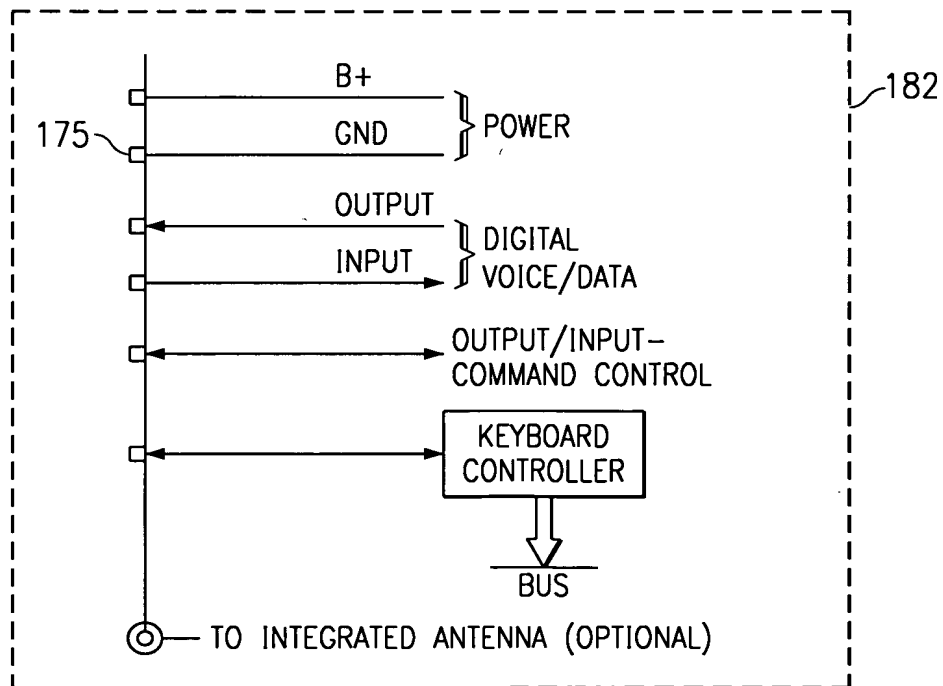 182
B+
175
GND
POWER
OUTPUT
DIGITAL
VOICE/DATA
INPUT
OUTPUT/INPUT-
COMMAND CONTROL
KEYBOARD
CONTROLLER
BUS
TO INTEGRATED ANTENNA (OPTIONAL)